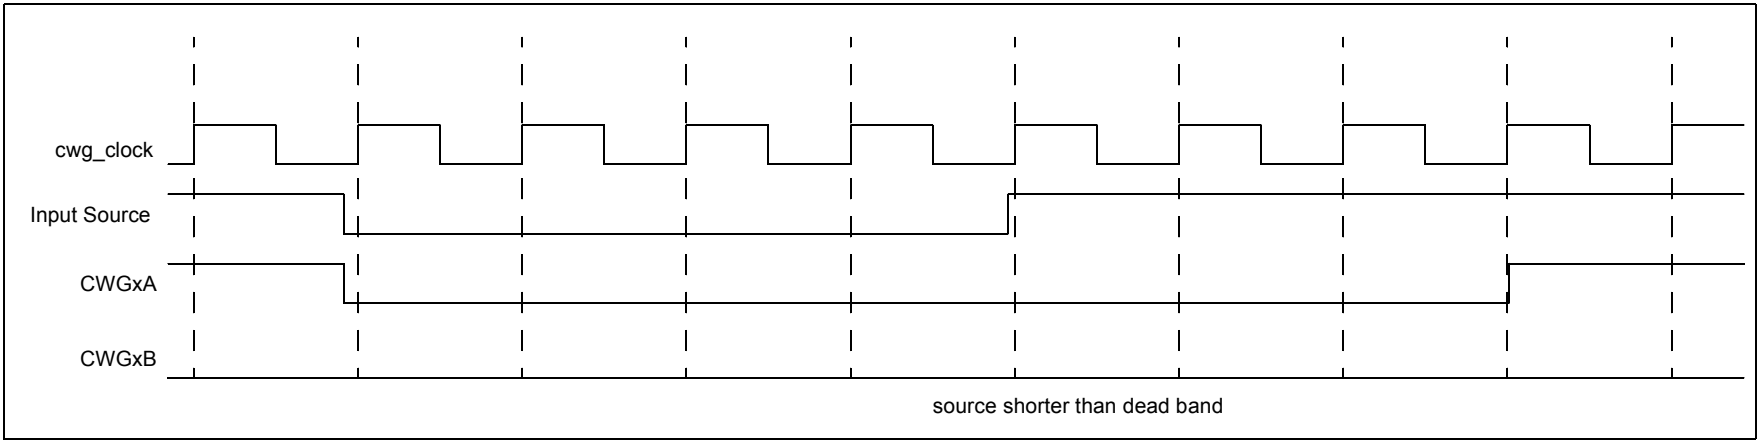 cwg_clock
Input Source
CWGxA
CWGxB
source shorter than dead band